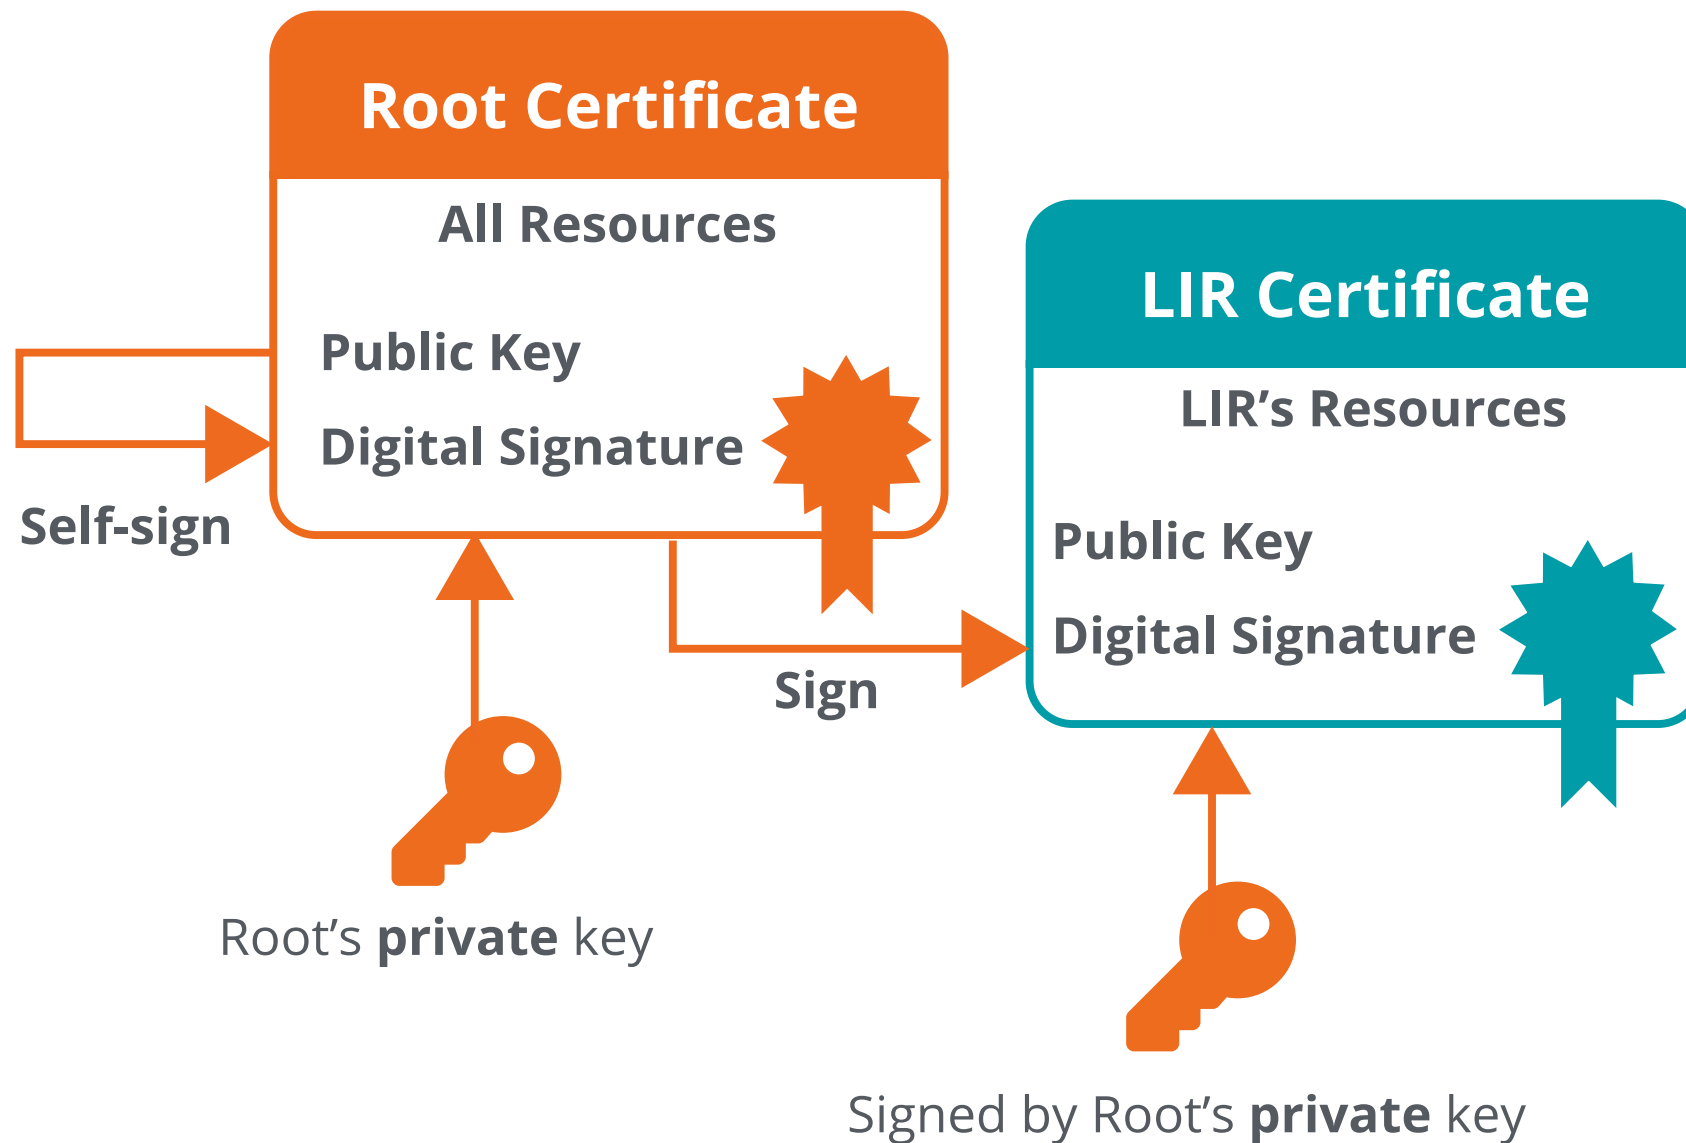 Root Certificate
All Resources
Public Key
Digital Signature
Self-sign
Root’s private key
Sign
LIR Certificate
LIR’s Resources
Public Key
Digital Signature
Signed by Root’s private key